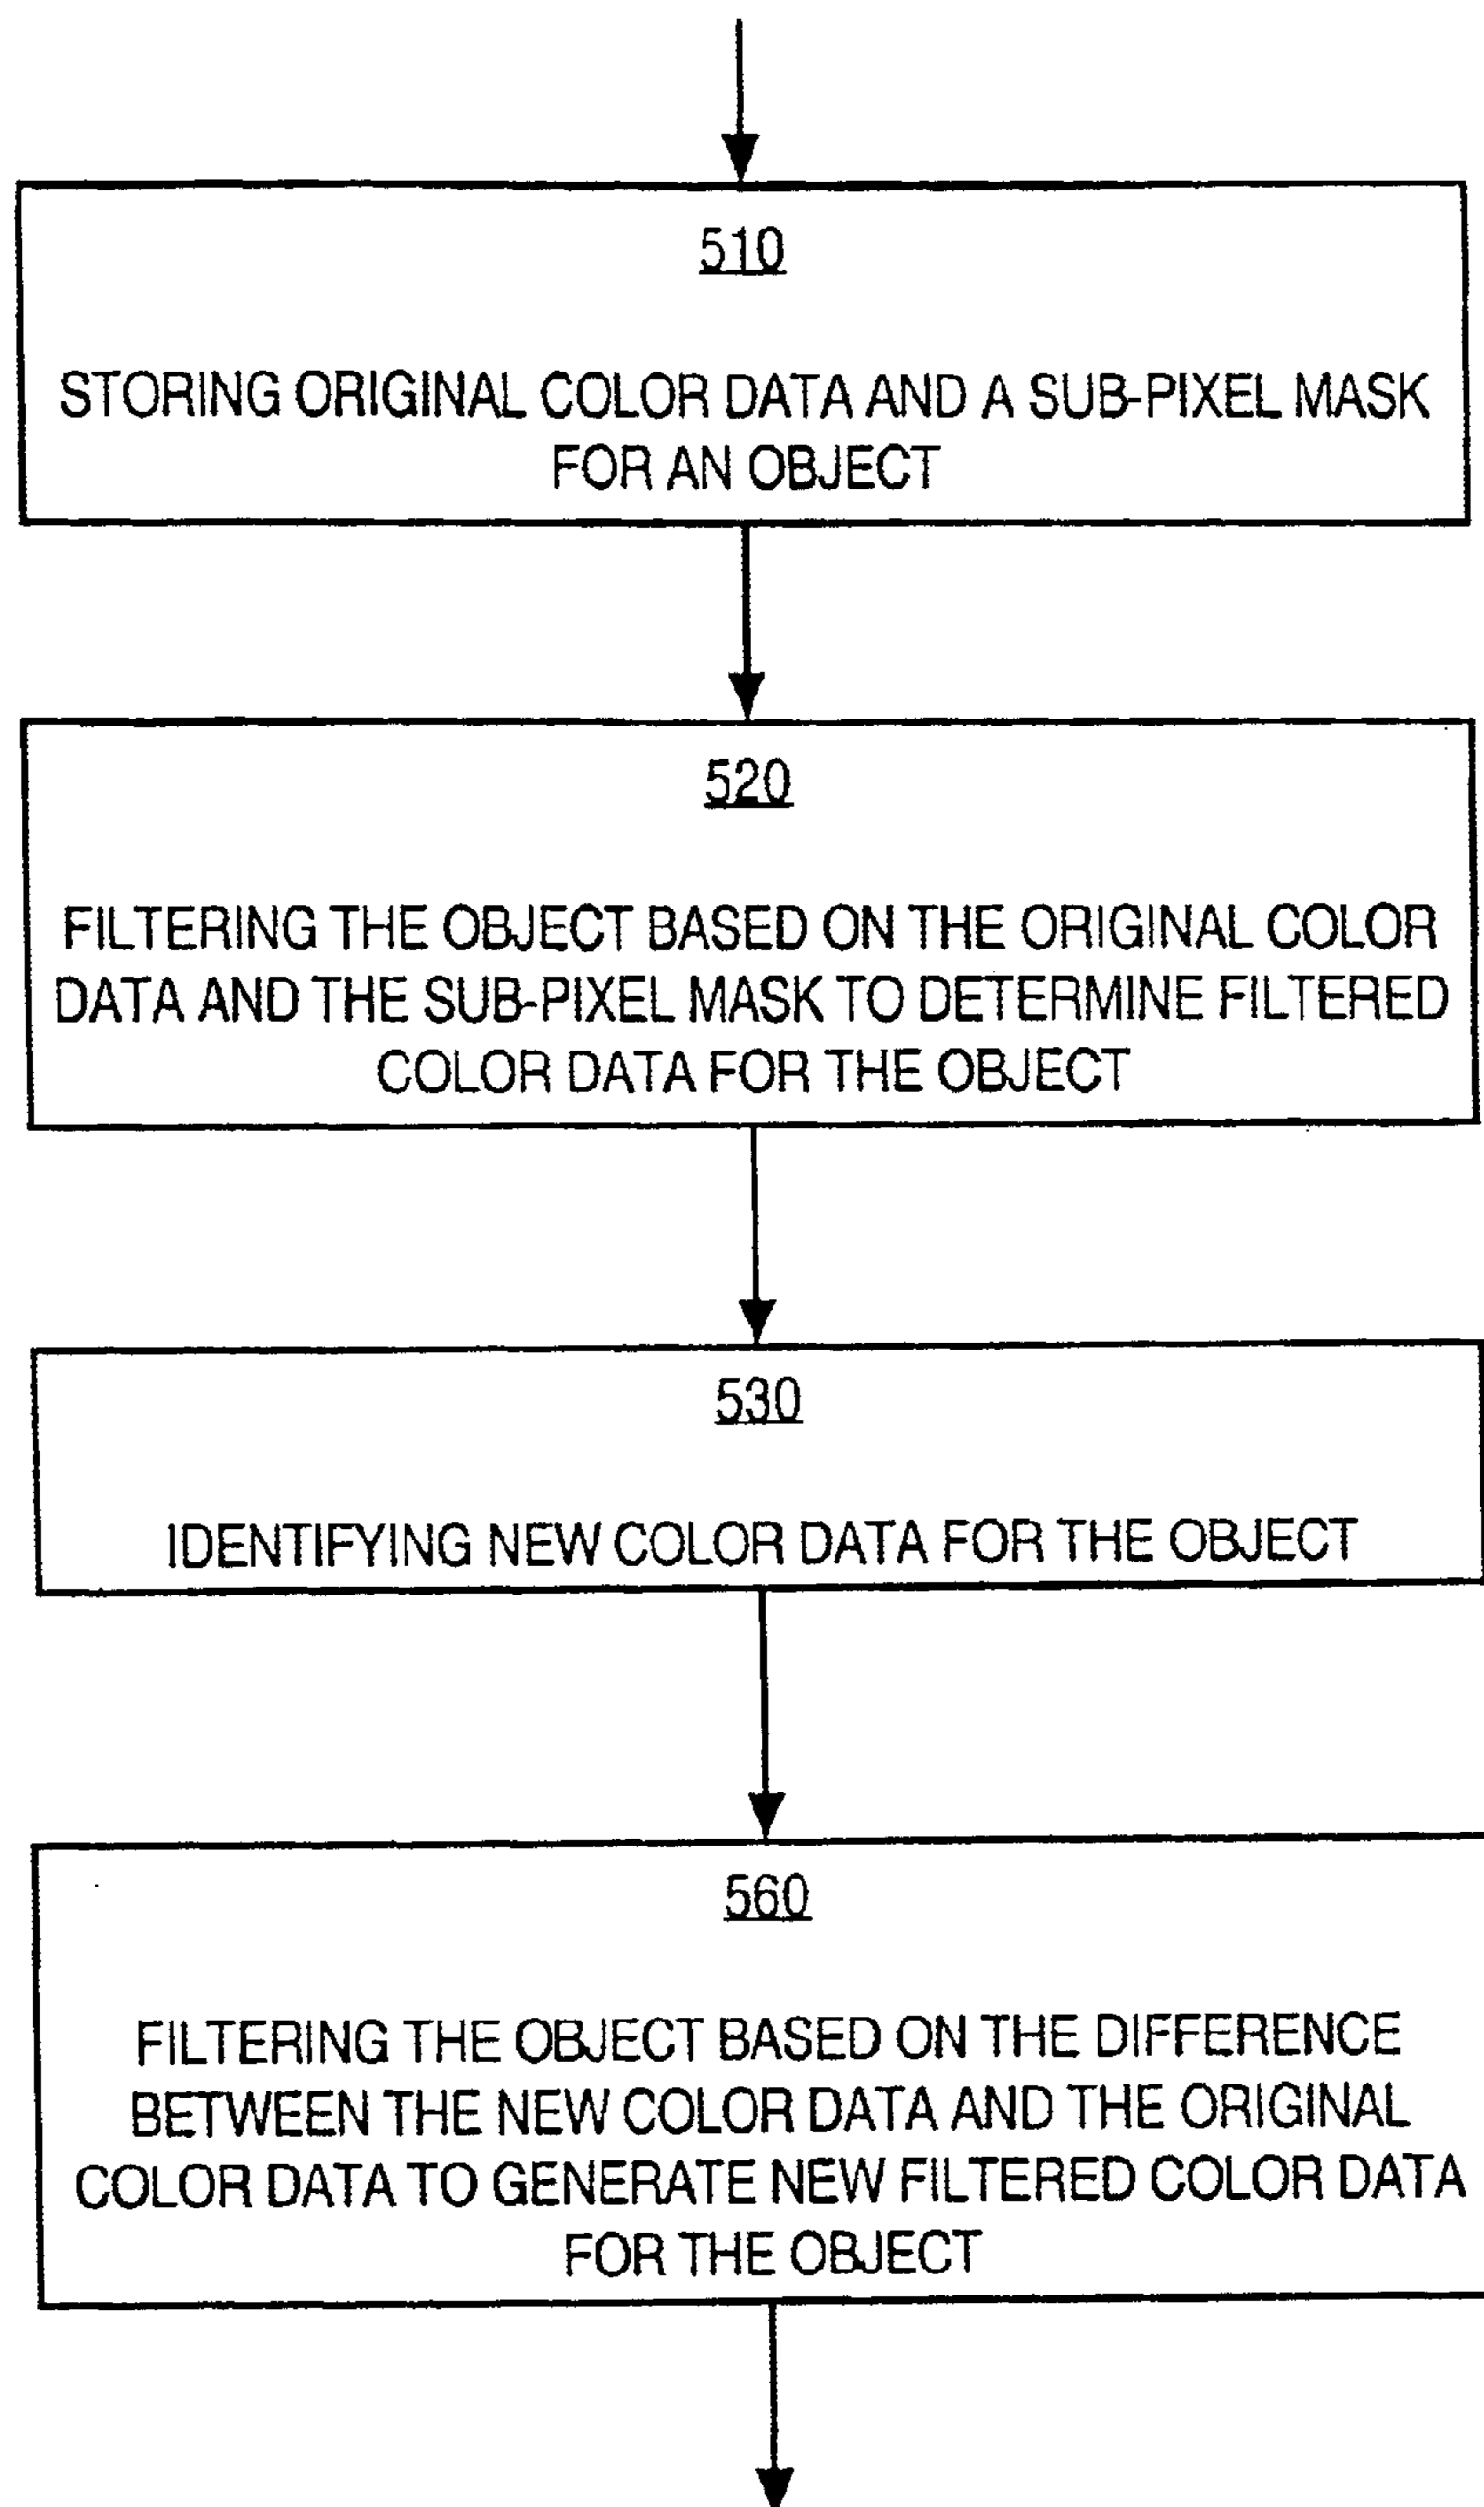 510
STORING ORIGINAL COLOR DATA AND A SUB-PIXEL MASK
FOR AN OBJECT
520
FILTERING THE OBJECT BASED ON THE ORIGINAL COLOR
DATA AND THE SUB-PIXEL MASK TO DETERMINE FILTERED
COLOR DATA FOR THE OBJECT
530
IDENTIFYING NEW COLOR DATA FOR THE OBJECT
560
FILTERING THE OBJECT BASED ON THE DIFFERENCE
BETWEEN THE NEW COLOR DATA AND THE ORIGINAL
COLOR DATA TO GENERATE NEW FILTERED COLOR DATA
FOR THE OBJECT